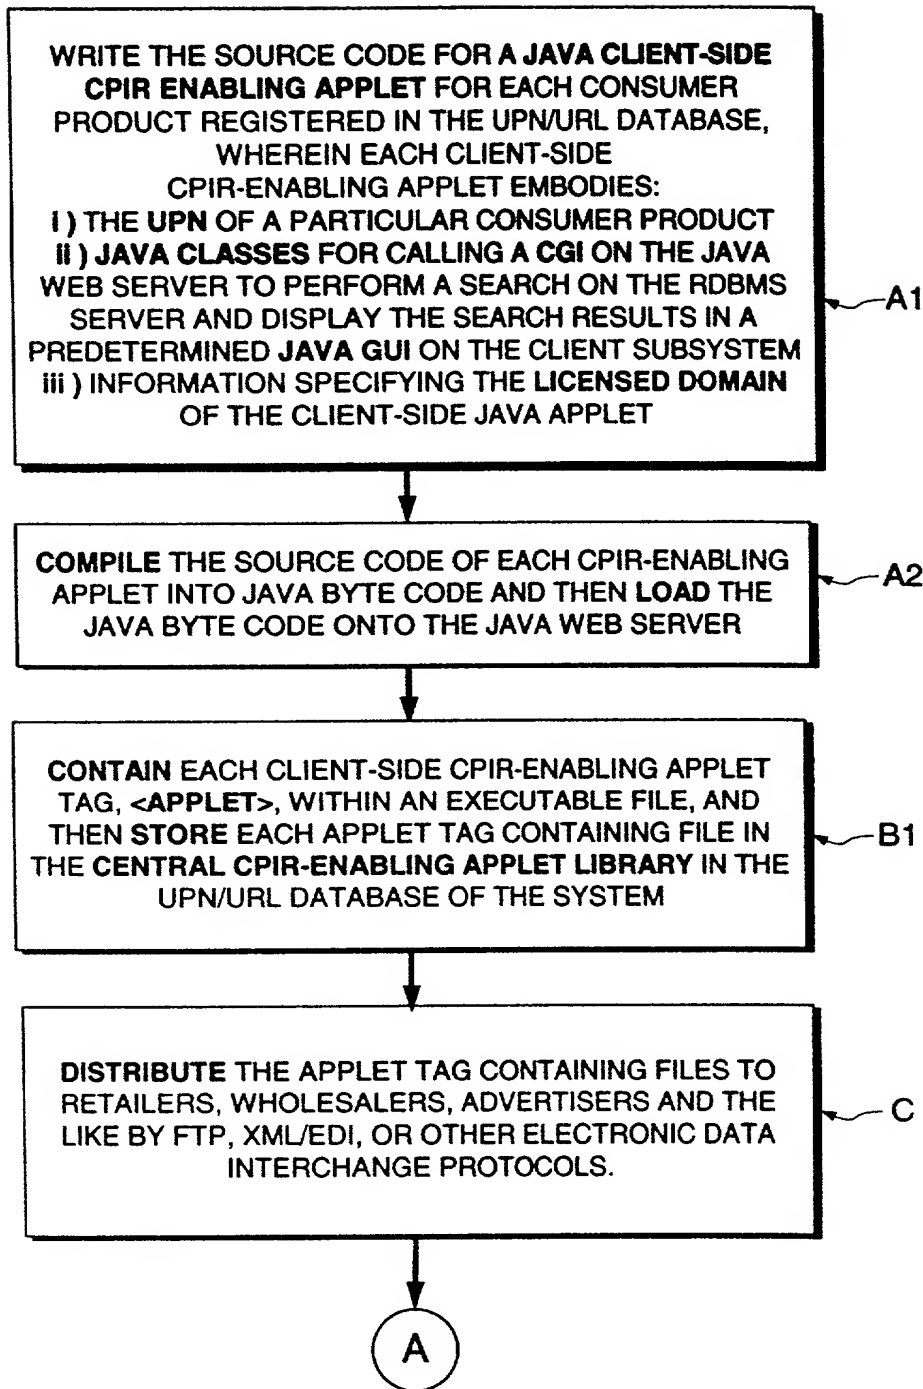 WRITE THE SOURCE CODE FOR A JAVA CLIENT-SIDE
CPIR ENABLING APPLET FOR EACH CONSUMER
PRODUCT REGISTERED IN THE UPN/URL DATABASE,
WHEREIN EACH CLIENT-SIDE
CPIR-ENABLING APPLET EMBODIES:
i ) THE UPN OF A PARTICULAR CONSUMER PRODUCT
ii ) JAVA CLASSES FOR CALLING A CGI ON THE JAVA
WEB SERVER TO PERFORM A SEARCH ON THE RDBMS
SERVER AND DISPLAY THE SEARCH RESULTS IN A
PREDETERMINED JAVA GUI ON THE CLIENT SUBSYSTEM
iii ) INFORMATION SPECIFYING THE LICENSED DOMAIN
OF THE CLIENT-SIDE JAVA APPLET
A1
COMPILE THE SOURCE CODE OF EACH CPIR-ENABLING
APPLET INTO JAVA BYTE CODE AND THEN LOAD THE
JAVA BYTE CODE ONTO THE JAVA WEB SERVER
A2
CONTAIN EACH CLIENT-SIDE CPIR-ENABLING APPLET
TAG, <APPLET>, WITHIN AN EXECUTABLE FILE, AND
THEN STORE EACH APPLET TAG CONTAINING FILE IN
THE CENTRAL CPIR-ENABLING APPLET LIBRARY IN THE
UPN/URL DATABASE OF THE SYSTEM
B1
DISTRIBUTE THE APPLET TAG CONTAINING FILES TO
RETAILERS, WHOLESALERS, ADVERTISERS AND THE
LIKE BY FTP, XML/EDI, OR OTHER ELECTRONIC DATA
INTERCHANGE PROTOCOLS.
C
A